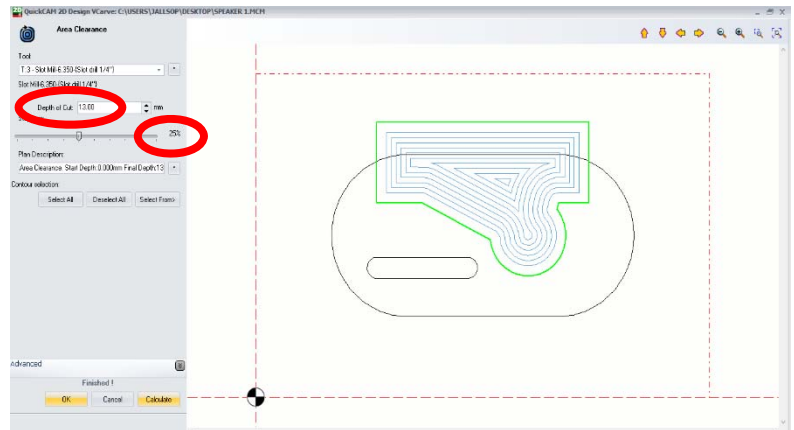 QuickCAM 2D Design VCarve: C:\USERS\JALLSOP\DESKTOP\SPEAKER 1.MCM
Area Clearance
Tool:
T:3 - Slot Mill-6.350-(Slot drill 1/4")
Slot Mill-6.350-(Slot drill 1/4")
Depth of Cut: 13.00 mm
25%
Plan Description:
Area Clearance Start Depth:0.000mm Final Depth:13
Contour selection:
Select All Deselect All Select From>
Advanced
Finished !
OK Cancel Calculate